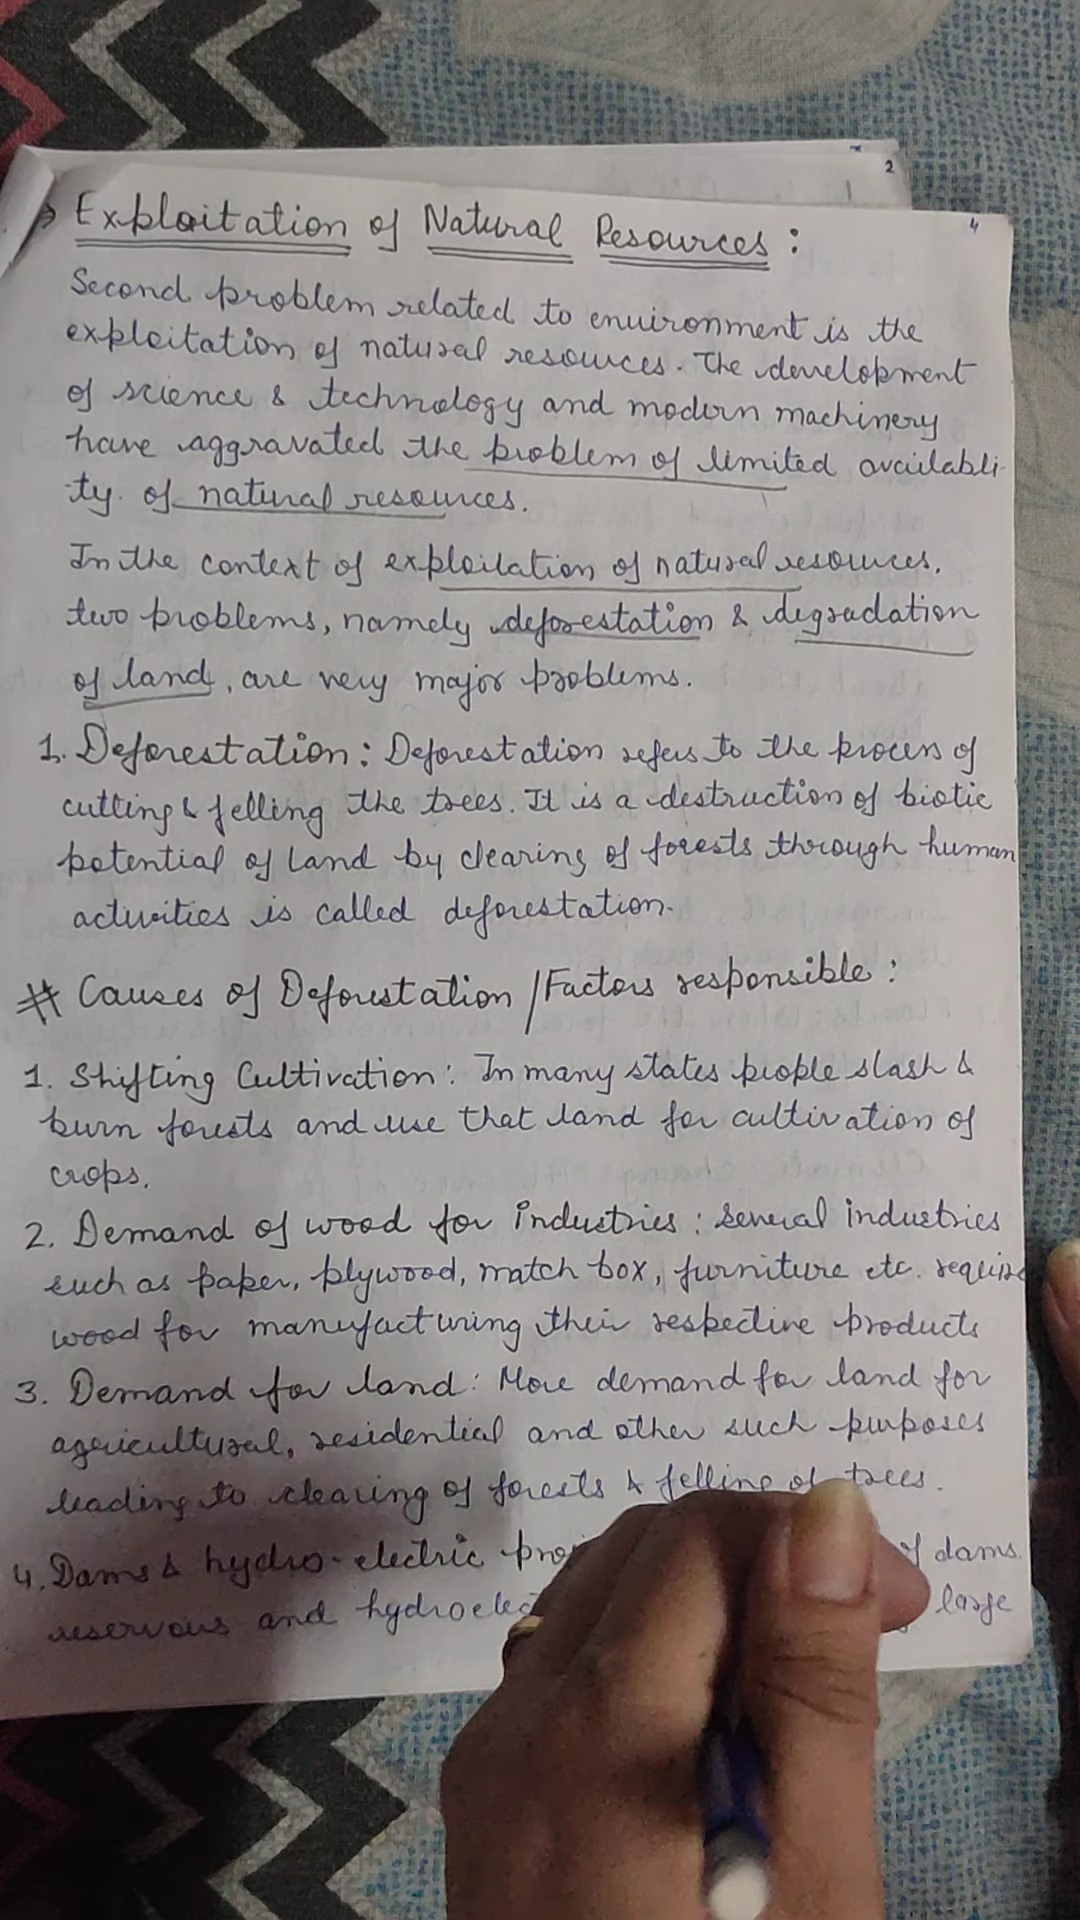 2
4
Exploitation of Natural Resources:
Second problem related to environment is the
exploitation of natural resources. The development
of science & technology and modern machinery
have aggravated the problem of limited availabli-
ty of natural resources.
In the context of exploitation of natural resources,
two problems, namely deforestation & degradation
of land, are very major problems.
1. Deforestation: Deforestation refers to the process of
cutting & felling the trees. It is a destruction of biotic
potential of land by clearing of forests through human
activities is called deforestation.
# Causes of Deforestation / Factors responsible:
1. Shifting Cultivation: In many states people slash &
burn forests and use that land for cultivation of
crops.
2. Demand of wood for industries: Several industries
such as paper, plywood, match box, furniture etc. require
wood for manufacturing their respective products
3. Demand for land: More demand for land for
agricultural, residential and other such purposes
leading to clearing of forests & felling of trees.
4. Dams & hydro-electric of dams.
reservous and large